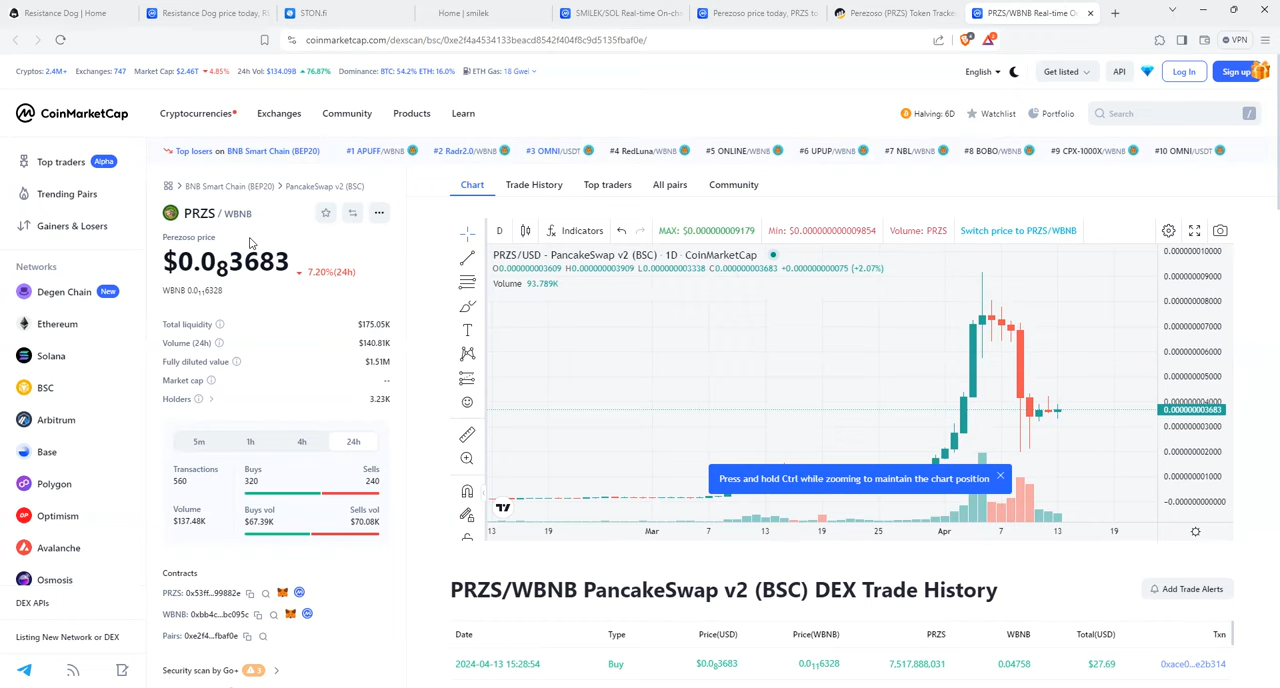 Resistance Dog | Home
Resistance Dog price today, RE
STON.fi
Home | smilek
SMILEK/SOL Real-time On-ch
Perezoso price today, PRZS to
Perezoso (PRZS) Token Tracke
PRZS/WBNB Real-time O
coinmarketcap.com/dexscan/bsc/0xe2f4a4534133beacd8542f404f8c9d5135fbaf0e/
VPN
Cryptos: 2.4M+ Exchanges: 747 Market Cap: $2.46T 4.85% 24h Vol: $134.09B 76.87% Dominance: BTC: 54.2% ETH: 16.0% ETH Gas: 18 Gwei
English
Get listed
API
Log In
Sign up
CoinMarketCap
Cryptocurrencies
Exchanges
Community
Products
Learn
Halving: 6D
Watchlist
Portfolio
Search
/
Top losers on BNB Smart Chain (BEP20)
#1 APUFF/WBNB
#2 Radr2.0/WBNB
#3 OMNI/USDT
#4 RedLuna/WBNB
#5 ONLINE/WBNB
#6 UPUP/WBNB
#7 NBL/WBNB
#8 BOBO/WBNB
#9 CPX-1000X/WBNB
#10 OMNI/USDT
Top traders Alpha
Trending Pairs
Gainers & Losers
Networks
Degen Chain New
Ethereum
Solana
BSC
Arbitrum
Base
Polygon
Optimism
Avalanche
Osmosis
DEX APIs
Listing New Network or DEX
BNB Smart Chain (BEP20) > PancakeSwap v2 (BSC)
PRZS / WBNB
Perezoso price
$0.0₈3683 7.20%(24h)
WBNB 0.0₁₁6328
Total liquidity $175.05K
Volume (24h) $140.81K
Fully diluted value $1.51M
Market cap --
Holders 3.23K
5m 1h 4h 24h
Transactions Buys Sells
560 320 240
Volume Buys vol Sells vol
$137.48K $67.39K $70.08K
Contracts
PRZS: 0x53ff...99882e
WBNB: 0xbb4c...bc095c
Pairs: 0xe2f4...fbaf0e
Security scan by Go+ 3
Chart
Trade History
Top traders
All pairs
Community
D
Indicators
MAX: $0.000000009179
Min: $0.000000000009854
Volume: PRZS
Switch price to PRZS/WBNB
PRZS/USD - PancakeSwap v2 (BSC) · 1D · CoinMarketCap
O0.000000003609 H0.000000003909 L0.000000003338 C0.000000003683 +0.000000000075 (+2.07%)
Volume 93.789K
0.0000000010000
0.000000009000
0.000000008000
0.000000007000
0.000000006000
0.000000005000
0.000000004000
0.000000003683
0.000000003000
0.000000002000
0.000000001000
-0.000000000000
Press and hold Ctrl while zooming to maintain the chart position
13 19 Mar 7 13 19 25 Apr 7 13 19
PRZS/WBNB PancakeSwap v2 (BSC) DEX Trade History
Add Trade Alerts
Date Type Price(USD) Price(WBNB) PRZS WBNB Total(USD) Txn
2024-04-13 15:28:54 Buy $0.0₈3683 0.0₁₁6328 7,517,888.031 0.04758 $27.69 0xace0...e2b314